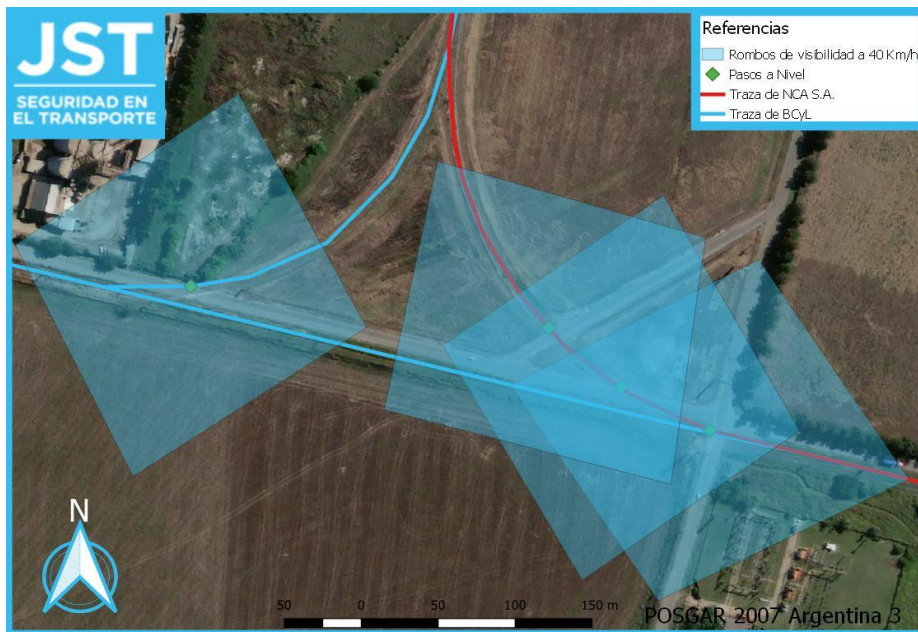 JST
SEGURIDAD EN
EL TRANSPORTE
Referencias
Rombos de visibilidad a 40 Km/h
Pasos a Nivel
Traza de NCA S.A.
Traza de BCyL
N
50 0 50 100 150 m
POSGAR 2007 Argentina 3